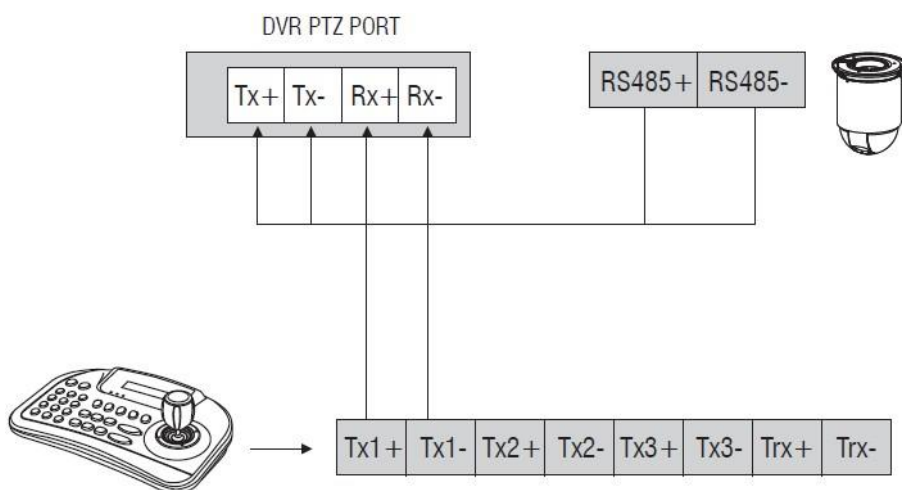 DVR PTZ PORT
Tx+ Tx- Rx+ Rx-
RS485+ RS485-
Tx1+ Tx1- Tx2+ Tx2- Tx3+ Tx3- Trx+ Trx-